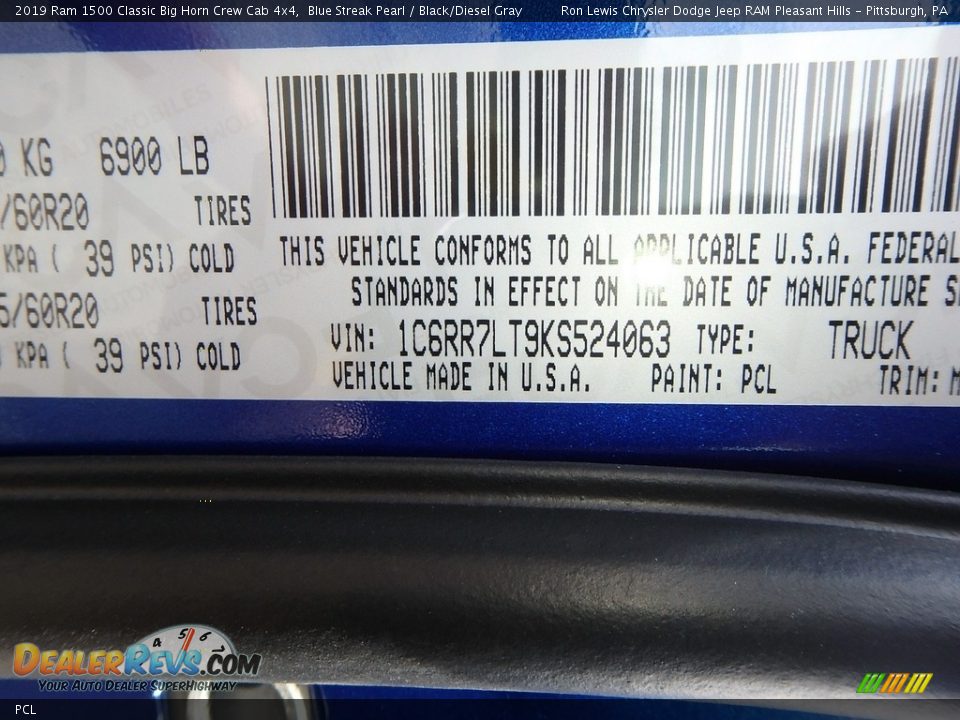 2019 Ram 1500 Classic Big Horn Crew Cab 4x4, Blue Streak Pearl / Black/Diesel Gray
Ron Lewis Chrysler Dodge Jeep RAM Pleasant Hills - Pittsburgh, PA
KG 6900 LB
/60R20 TIRES
KPA ( 39 PSI) COLD
5/60R20 TIRES
KPA ( 39 PSI) COLD
THIS VEHICLE CONFORMS TO ALL APPLICABLE U.S.A. FEDERAL
STANDARDS IN EFFECT ON THE DATE OF MANUFACTURE
VIN: 1C6RR7LT9KS524063 TYPE: TRUCK
VEHICLE MADE IN U.S.A. PAINT: PCL TRIM:
4 5 6
DEALERREVS.COM
YOUR AUTO DEALER SUPERHIGHWAY
PCL